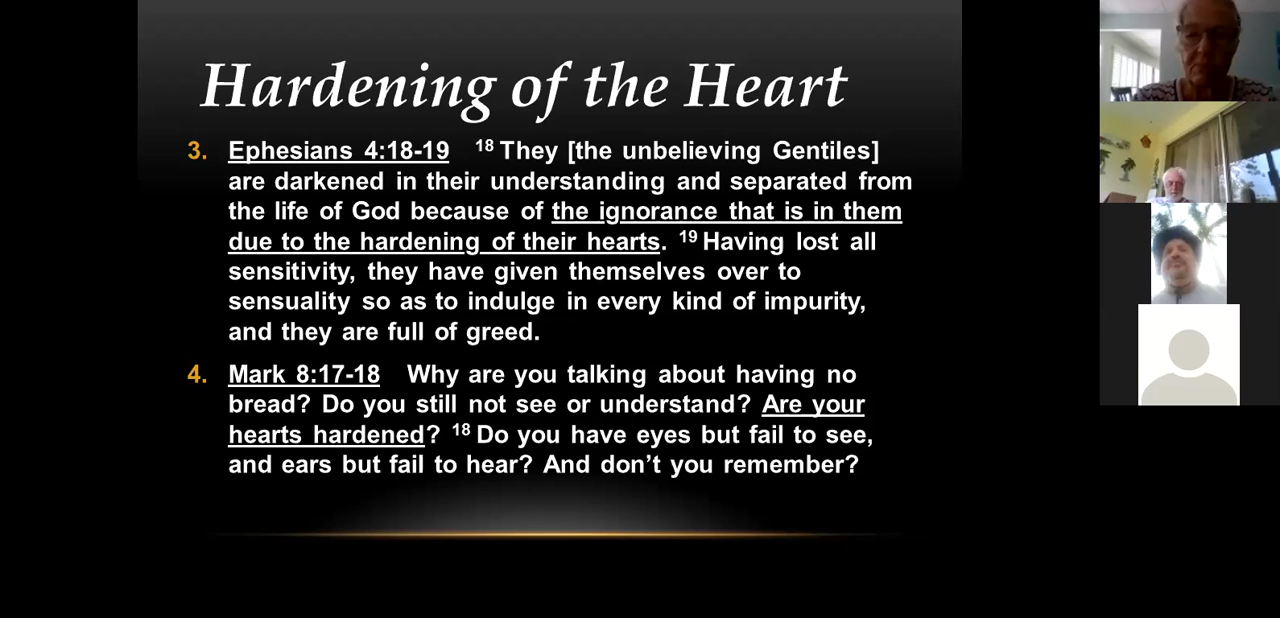 Hardening of the Heart
3. Ephesians 4:18-19 18 They [the unbelieving Gentiles]
are darkened in their understanding and separated from
the life of God because of the ignorance that is in them
due to the hardening of their hearts. 19 Having lost all
sensitivity, they have given themselves over to
sensuality so as to indulge in every kind of impurity,
and they are full of greed.
4. Mark 8:17-18 Why are you talking about having no
bread? Do you still not see or understand? Are your
hearts hardened? 18 Do you have eyes but fail to see,
and ears but fail to hear? And don’t you remember?